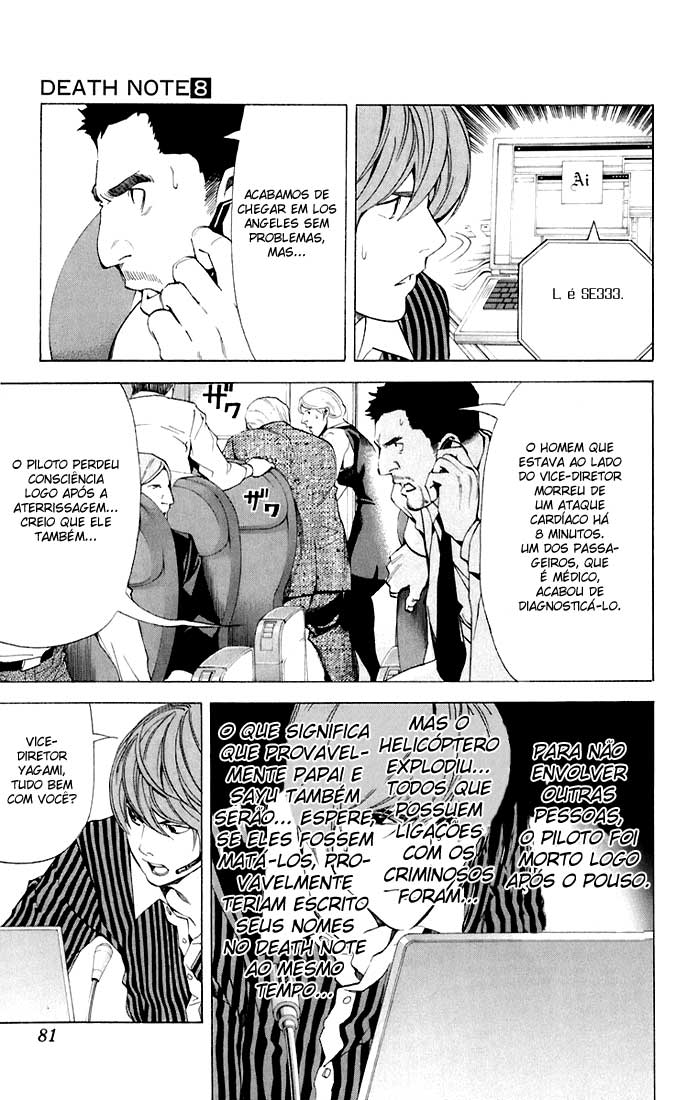 DEATH NOTE 8
Ai
L é SE333.
ACABAMOS DE
CHEGAR EM LOS
ANGELES SEM
PROBLEMAS,
MAS...
O HOMEM QUE
ESTAVA AO LADO
DO VICE-DIRETOR
MORREU DE
UM ATAQUE
CARDÍACO HÁ
8 MINUTOS.
UM DOS PASSA-
GEIROS, QUE
É MÉDICO,
ACABOU DE
DIAGNOSTICÁ-LO.
ザワ
ザワ
O PILOTO PERDEU
CONSCIÊNCIA
LOGO APÓS A
ATERRISSAGEM...
CREIO QUE ELE
TAMBÉM...
PARA NÃO
ENVOLVER
OUTRAS
PESSOAS,
O PILOTO FOI
MORTO LOGO
APÓS O POUSO.
MAS O
HELICÓPTERO
EXPLODIU...
TODOS QUE
POSSUEM
LIGAÇÕES
COM OS
CRIMINOSOS
FORAM...
O QUE SIGNIFICA
QUE PROVAVEL-
MENTE PAPAI E
SAYU TAMBÉM
SERÃO... ESPERE,
SE ELES FOSSEM
MATÁ-LOS, PRO-
VAVELMENTE
TERIAM ESCRITO
SEUS NOMES
NO DEATH NOTE
AO MESMO
TEMPO...
VICE-
DIRETOR
YAGAMI,
TUDO BEM
COM VOCÊ?
81